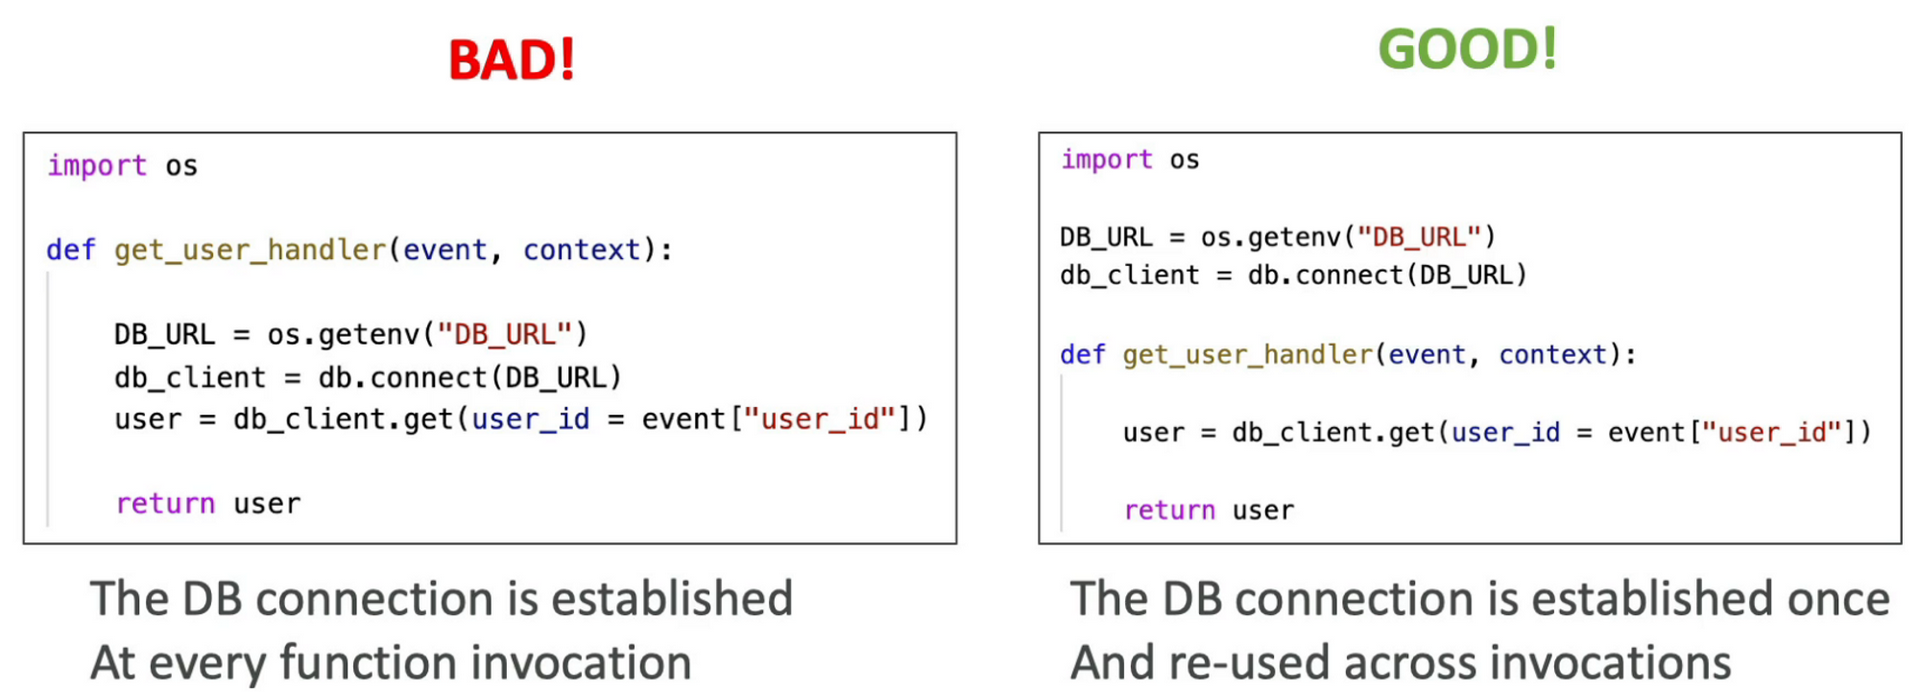 BAD!
import os
def get_user_handler(event, context):
DB_URL = os.getenv("DB_URL")
db_client = db.connect(DB_URL)
user = db_client.get(user_id = event["user_id"])
return user
The DB connection is established
At every function invocation
GOOD!
import os
DB_URL = os.getenv("DB_URL")
db_client = db.connect(DB_URL)
def get_user_handler(event, context):
user = db_client.get(user_id = event["user_id"])
return user
The DB connection is established once
And re-used across invocations